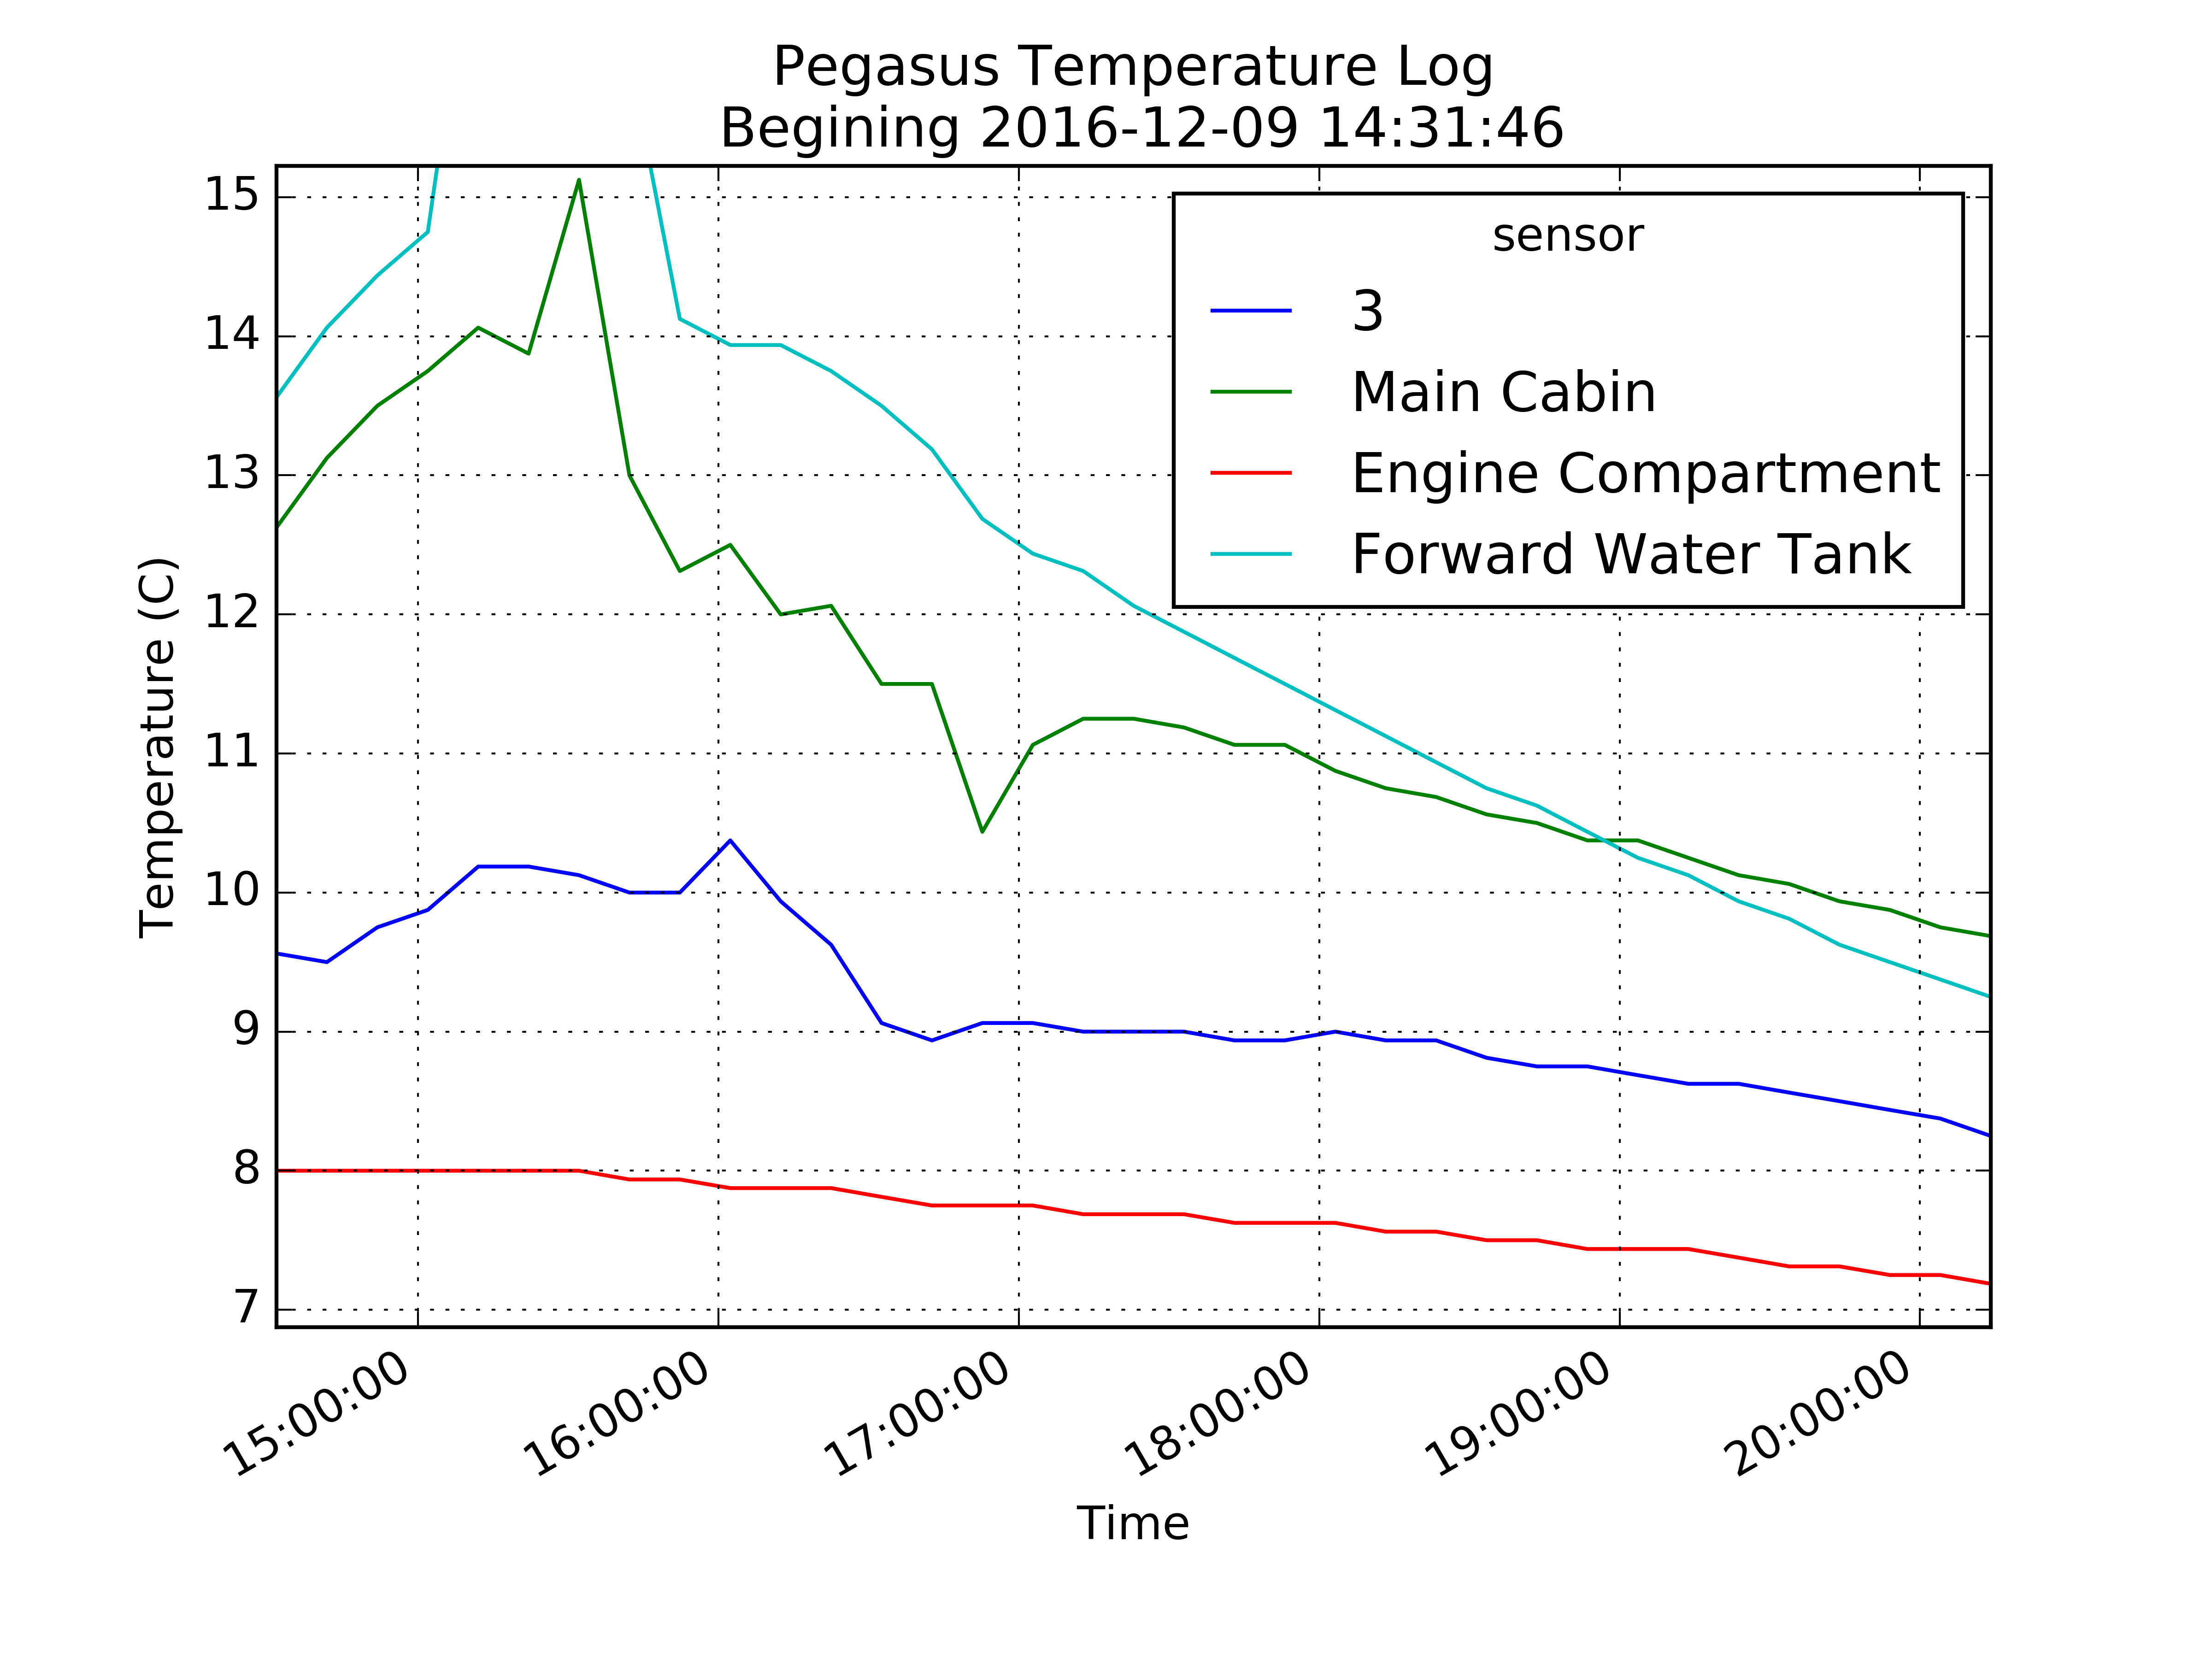 Pegasus Temperature Log
Begining 2016-12-09 14:31:46
sensor
3
Main Cabin
Engine Compartment
Forward Water Tank
Temperature (C)
15
14
13
12
11
10
9
8
7
15:00:00
16:00:00
17:00:00
18:00:00
19:00:00
20:00:00
Time